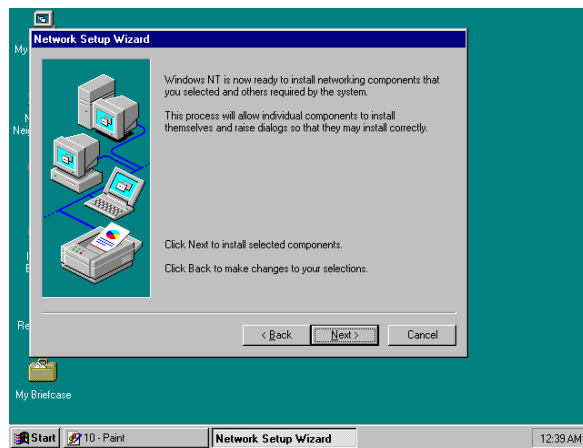 My
Network Setup Wizard
Windows NT is now ready to install networking components that
you selected and others required by the system.
This process will allow individual components to install
themselves and raise dialogs so that they may install correctly.
N
Nei
Click Next to install selected components.
I
E
Click Back to make changes to your selections.
Re
< Back
Next >
Cancel
My Briefcase
Start
10 - Paint
Network Setup Wizard
12:39 AM